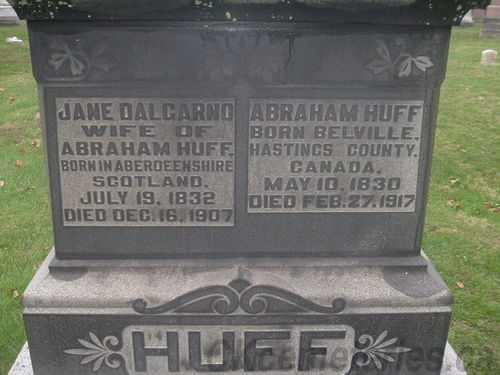 JANE DALGARNO
WIFE OF
ABRAHAM HUFF,
BORN IN ABERDEENSHIRE
SCOTLAND,
JULY 19, 1832
DIED DEC. 16, 1907
ABRAHAM HUFF
BORN BELVILLE,
HASTINGS COUNTY,
CANADA,
MAY 10, 1830
DIED FEB. 27, 1917
HUFF